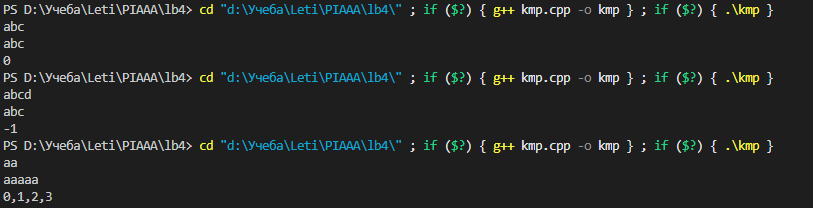 PS D:\Учеба\Leti\PIAAA\lb4> cd "d:\Учеба\Leti\PIAAA\lb4\" ; if ($?) { g++ kmp.cpp -o kmp } ; if ($?) { .\kmp }
abc
abc
0
PS D:\Учеба\Leti\PIAAA\lb4> cd "d:\Учеба\Leti\PIAAA\lb4\" ; if ($?) { g++ kmp.cpp -o kmp } ; if ($?) { .\kmp }
abcd
abc
-1
PS D:\Учеба\Leti\PIAAA\lb4> cd "d:\Учеба\Leti\PIAAA\lb4\" ; if ($?) { g++ kmp.cpp -o kmp } ; if ($?) { .\kmp }
aa
aaaaa
0,1,2,3